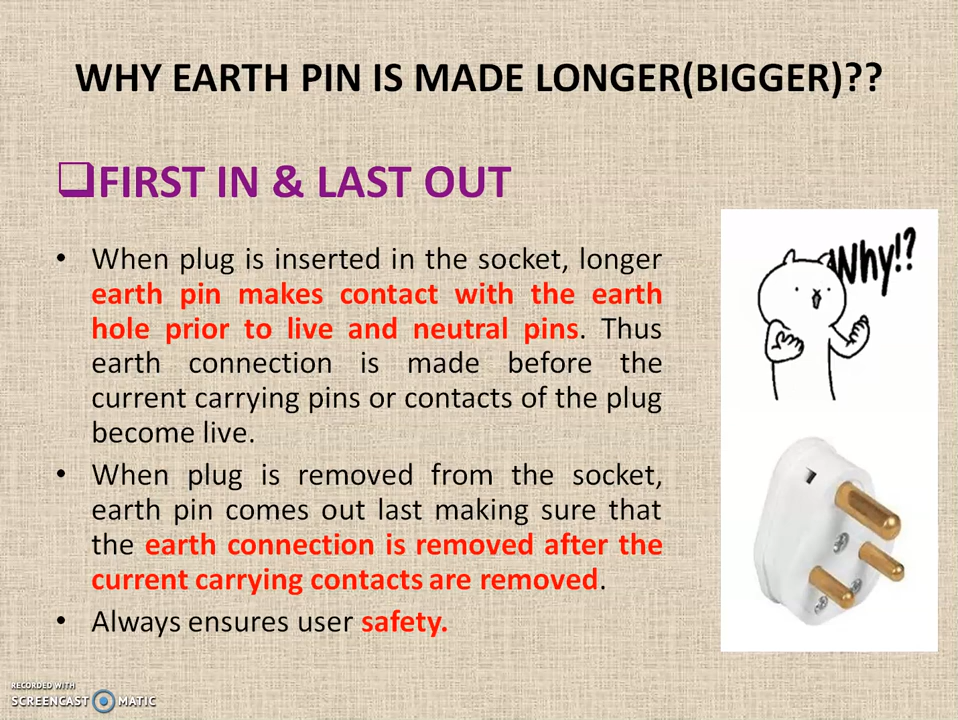 WHY EARTH PIN IS MADE LONGER(BIGGER)??
FIRST IN & LAST OUT
• When plug is inserted in the socket, longer
earth pin makes contact with the earth
hole prior to live and neutral pins. Thus
earth connection is made before the
current carrying pins or contacts of the plug
become live.
• When plug is removed from the socket,
earth pin comes out last making sure that
the earth connection is removed after the
current carrying contacts are removed.
• Always ensures user safety.
Why!?
RECORDED WITH
SCREENCAST MATIC